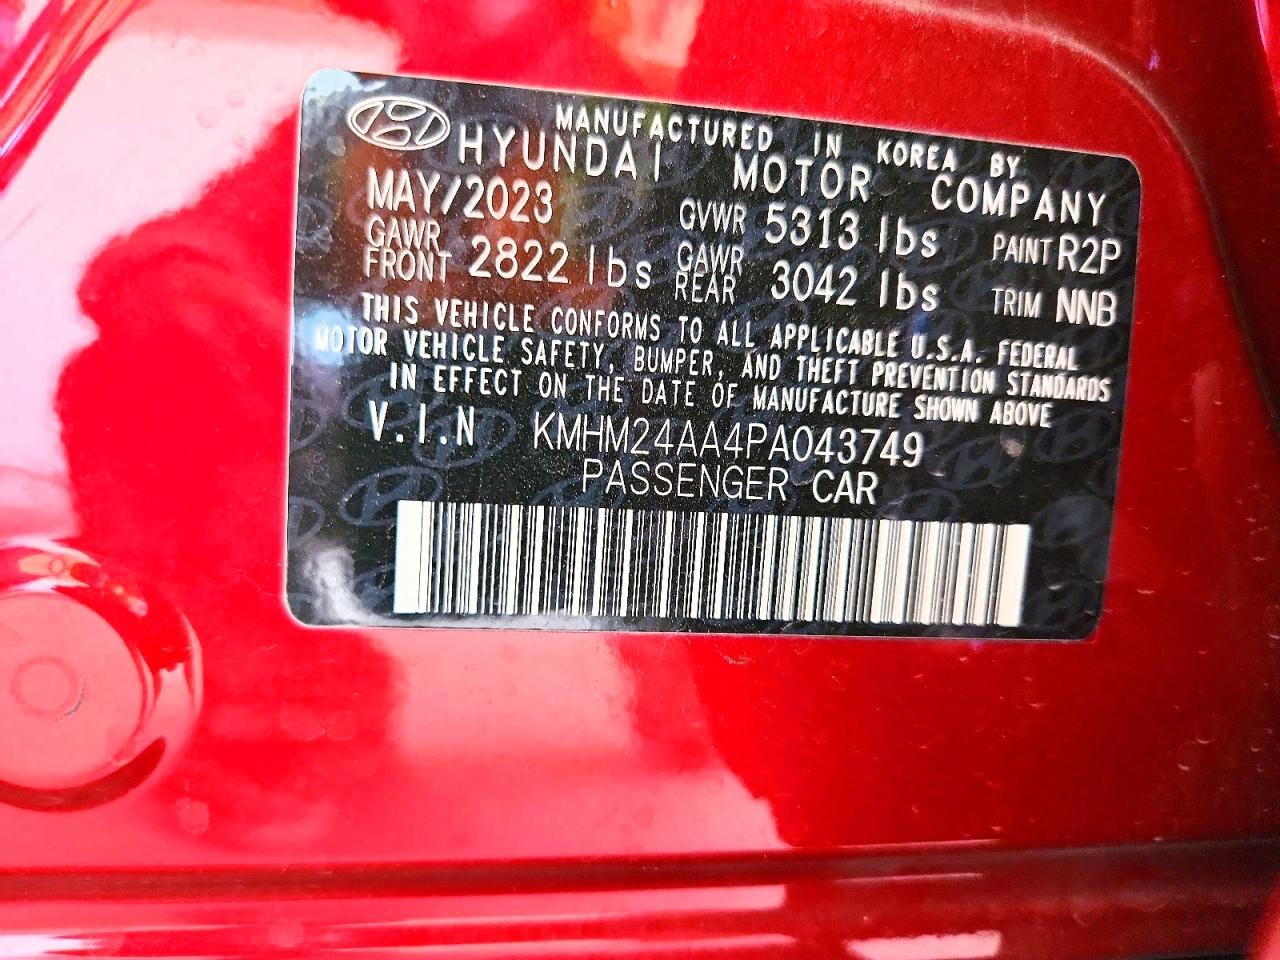 MANUFACTURED IN KOREA BY
HYUNDAI MOTOR COMPANY
MAY/2023 GVWR 5313 lbs PAINT R2P
GAWR FRONT 2822 lbs GAWR REAR 3042 lbs TRIM NNB
THIS VEHICLE CONFORMS TO ALL APPLICABLE U.S.A. FEDERAL
MOTOR VEHICLE SAFETY, BUMPER, AND THEFT PREVENTION STANDARDS
IN EFFECT ON THE DATE OF MANUFACTURE SHOWN ABOVE
V.I.N KMHM24AA4PA043749
PASSENGER CAR